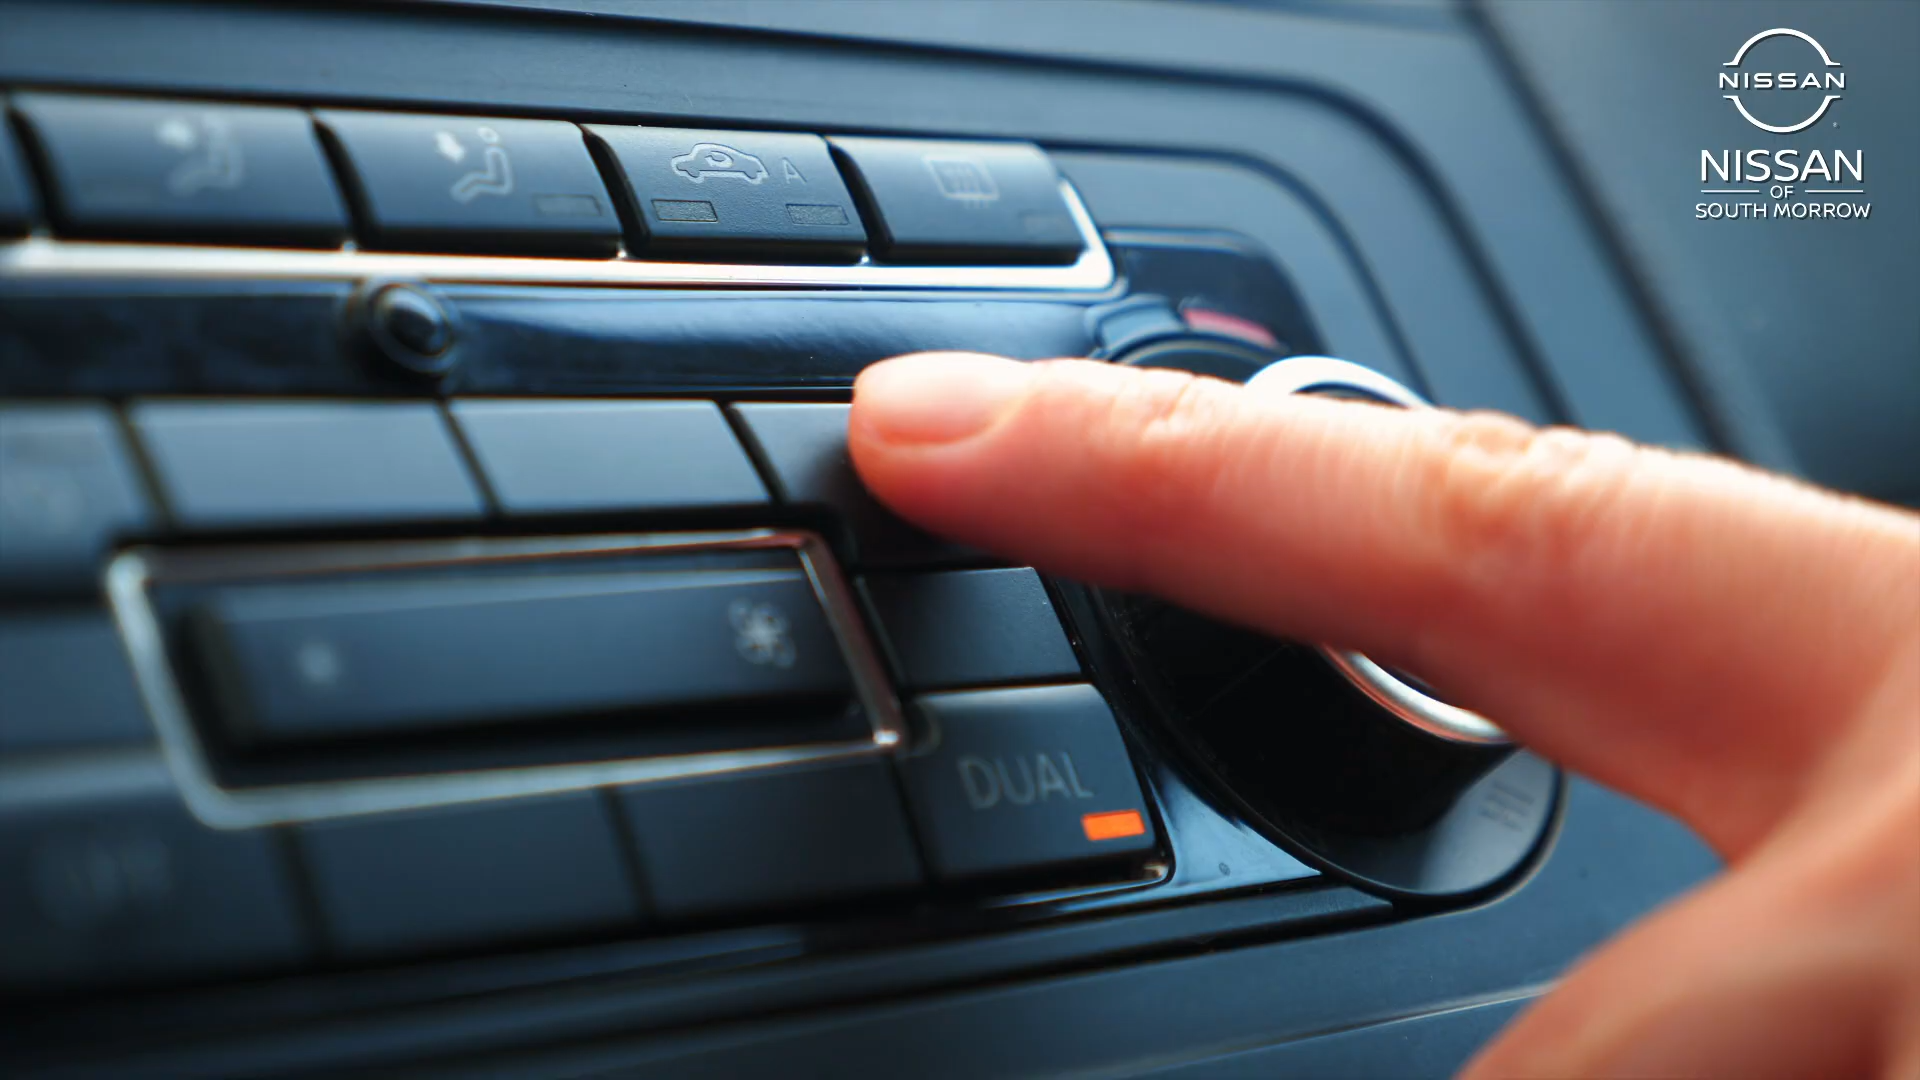 NISSAN
NISSAN
OF
SOUTH MORROW
A
DUAL